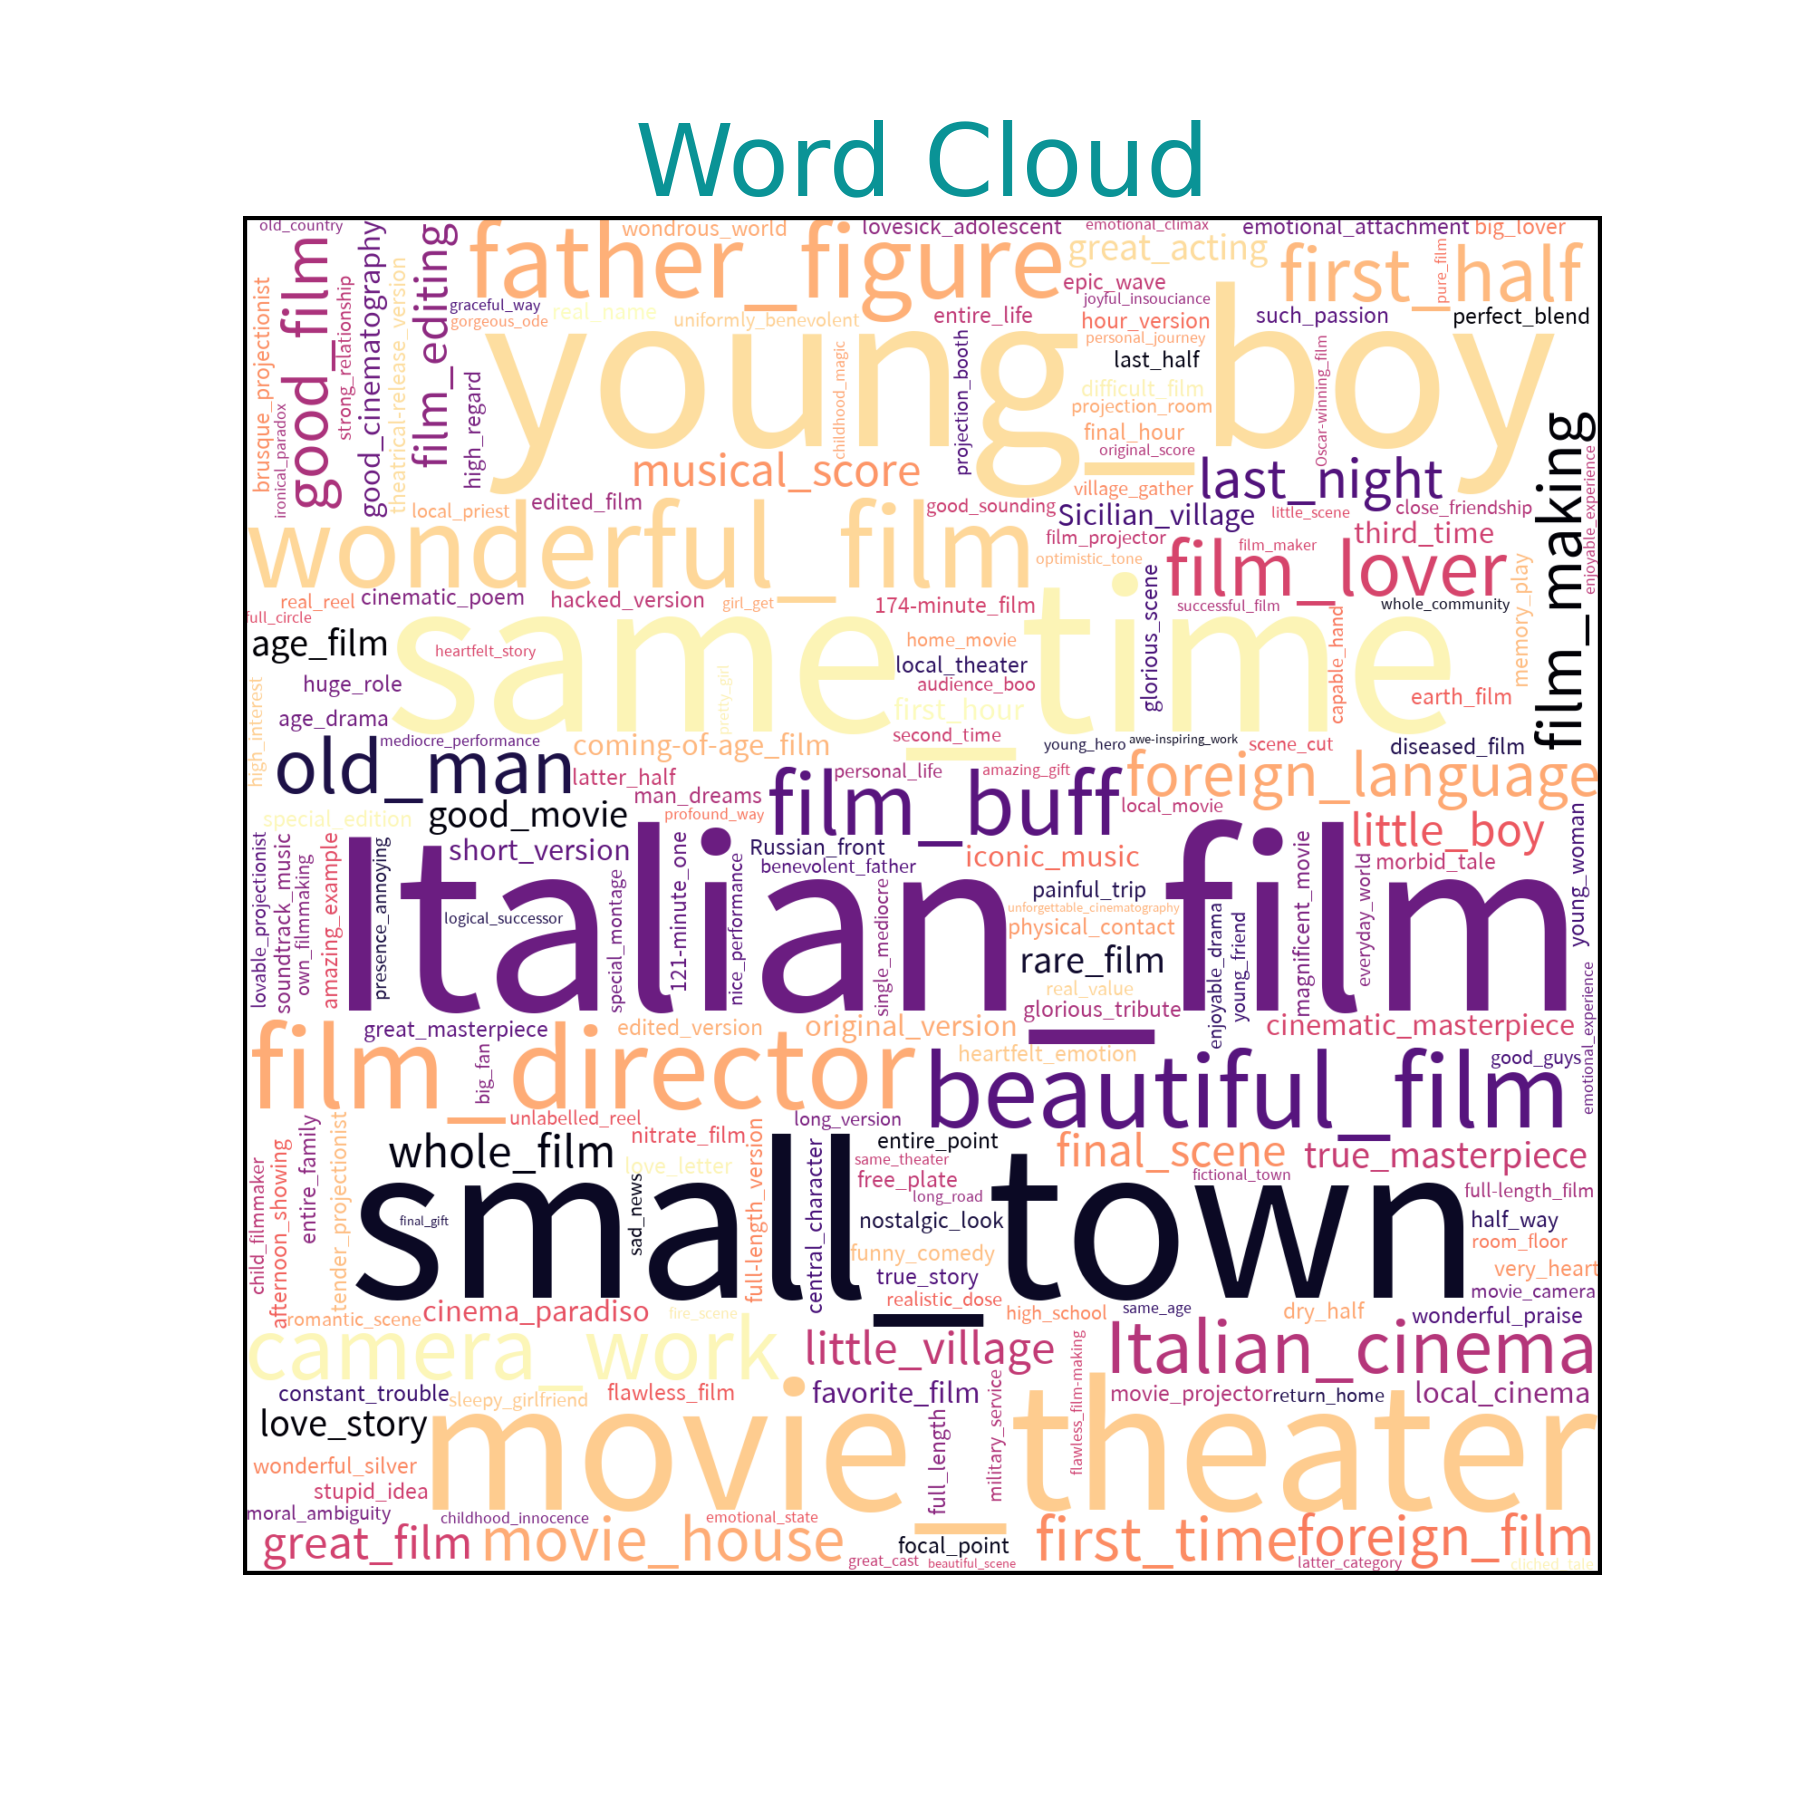 Word Cloud
old_country
wondrous_world
lovesick_adolescent
emotional_climax
emotional_attachment
big_lover
father_figure
great_acting
first_half
pure_film
good_film
good_cinematography
film_editing
theatrical-release_version
strong_relationship
brusque_projectionist
ironical_paradox
high_regard
graceful_way
gorgeous_ode
real_name
uniformly_benevolent
entire_life
epic_wave
joyful_insouciance
hour_version
personal_journey
such_passion
perfect_blend
young_boy
childhood_magic
projection_booth
last_half
difficult_film
projection_room
final_hour
original_score
Oscar-winning_film
film_making
enjoyable_experience
musical_score
last_night
village_gather
edited_film
local_priest
good_sounding
Sicilian_village
little_scene
close_friendship
wonderful_film
film_projector
third_time
film_maker
film_lover
optimistic_tone
memory_play
real_reel
cinematic_poem
hacked_version
girl_get
174-minute_film
glorious_scene
successful_film
whole_community
full_circle
age_film
heartfelt_story
same_time
home_movie
local_theater
audience_boo
capable_hand
huge_role
high_interest
pretty_girl
first_hour
earth_film
age_drama
second_time
mediocre_performance
coming-of-age_film
young_hero
awe-inspiring_work
scene_cut
diseased_film
old_man
latter_half
man_dreams
film_buff
personal_life
amazing_gift
foreign_language
local_movie
special_edition
good_movie
profound_way
little_boy
young_woman
lovable_projectionist
soundtrack_music
own_filmmaking
amazing_example
presence_annoying
short_version
Russian_front
benevolent_father
iconic_music
morbid_tale
Italian_film
logical_successor
special_montage
121-minute_one
nice_performance
single_mediocre
painful_trip
unforgettable_cinematography
physical_contact
rare_film
real_value
glorious_tribute
enjoyable_drama
young_friend
magnificent_movie
everyday_world
emotional_experience
great_masterpiece
edited_version
original_version
cinematic_masterpiece
film_director
big_fan
heartfelt_emotion
beautiful_film
good_guys
unlabelled_reel
long_version
child_filmmaker
afternoon_showing
entire_family
tender_projectionist
whole_film
nitrate_film
love_letter
full-length_version
central_character
entire_point
same_theater
free_plate
long_road
final_scene
true_masterpiece
fictional_town
full-length_film
small_town
final_gift
sad_news
nostalgic_look
half_way
room_floor
funny_comedy
true_story
very_heart
realistic_dose
movie_camera
romantic_scene
cinema_paradiso
fire_scene
high_school
same_age
dry_half
wonderful_praise
camera_work
little_village
Italian_cinema
flawless_film-making
constant_trouble
sleepy_girlfriend
flawless_film
favorite_film
military_service
movie_projector
return_home
local_cinema
love_story
movie_theater
full_length
wonderful_silver
stupid_idea
moral_ambiguity
childhood_innocence
emotional_state
great_film
movie_house
focal_point
great_cast
beautiful_scene
first_time
foreign_film
latter_category
cliched_tale